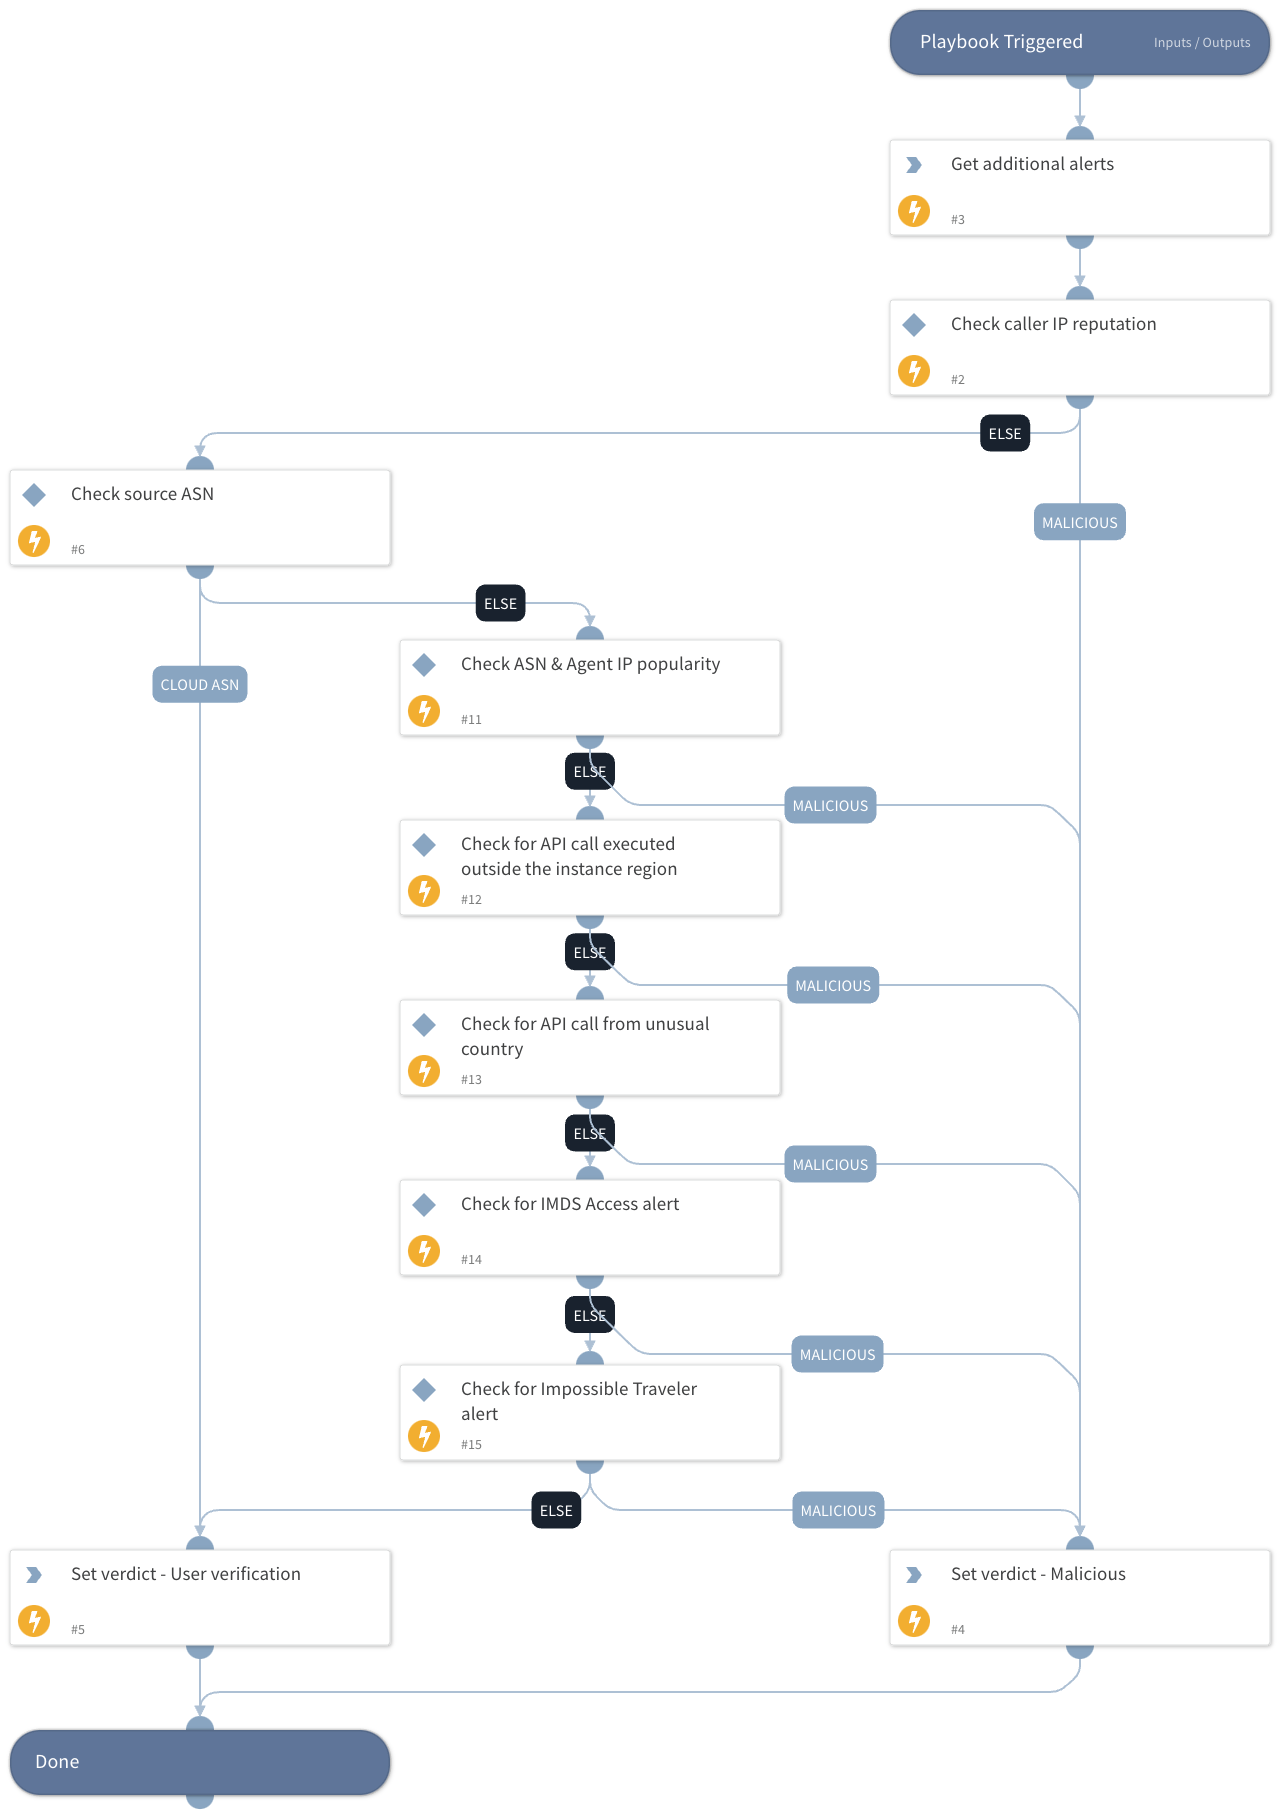 Playbook Triggered
Inputs / Outputs
Get additional alerts
#3
Check caller IP reputation
#2
ELSE
Check source ASN
#6
MALICIOUS
ELSE
Check ASN & Agent IP popularity
#11
CLOUD ASN
ELSE
MALICIOUS
Check for API call executed
outside the instance region
#12
ELSE
MALICIOUS
Check for API call from unusual
country
#13
ELSE
MALICIOUS
Check for IMDS Access alert
#14
ELSE
MALICIOUS
Check for Impossible Traveler
alert
#15
ELSE
MALICIOUS
Set verdict - User verification
#5
Set verdict - Malicious
#4
Done